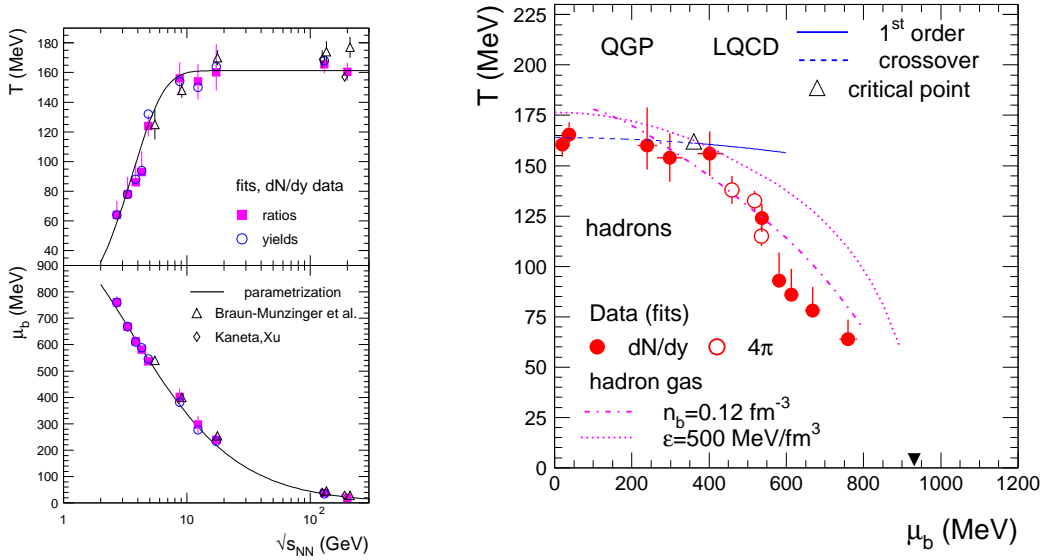 T (MeV)
180
160
140
120
100
80
60
40
fits, dN/dy data
ratios
yields
μb (MeV)
900
800
700
600
500
400
300
200
100
0
parametrization
Braun-Munzinger et al.
Kaneta,Xu
1 10 10²
√sNN (GeV)
T (MeV)
225
200
175
150
125
100
75
50
25
0
QGP LQCD
1st order
crossover
critical point
hadrons
Data (fits)
dN/dy 4π
hadron gas
nb=0.12 fm⁻³
ε=500 MeV/fm³
0 200 400 600 800 1000 1200
μb (MeV)